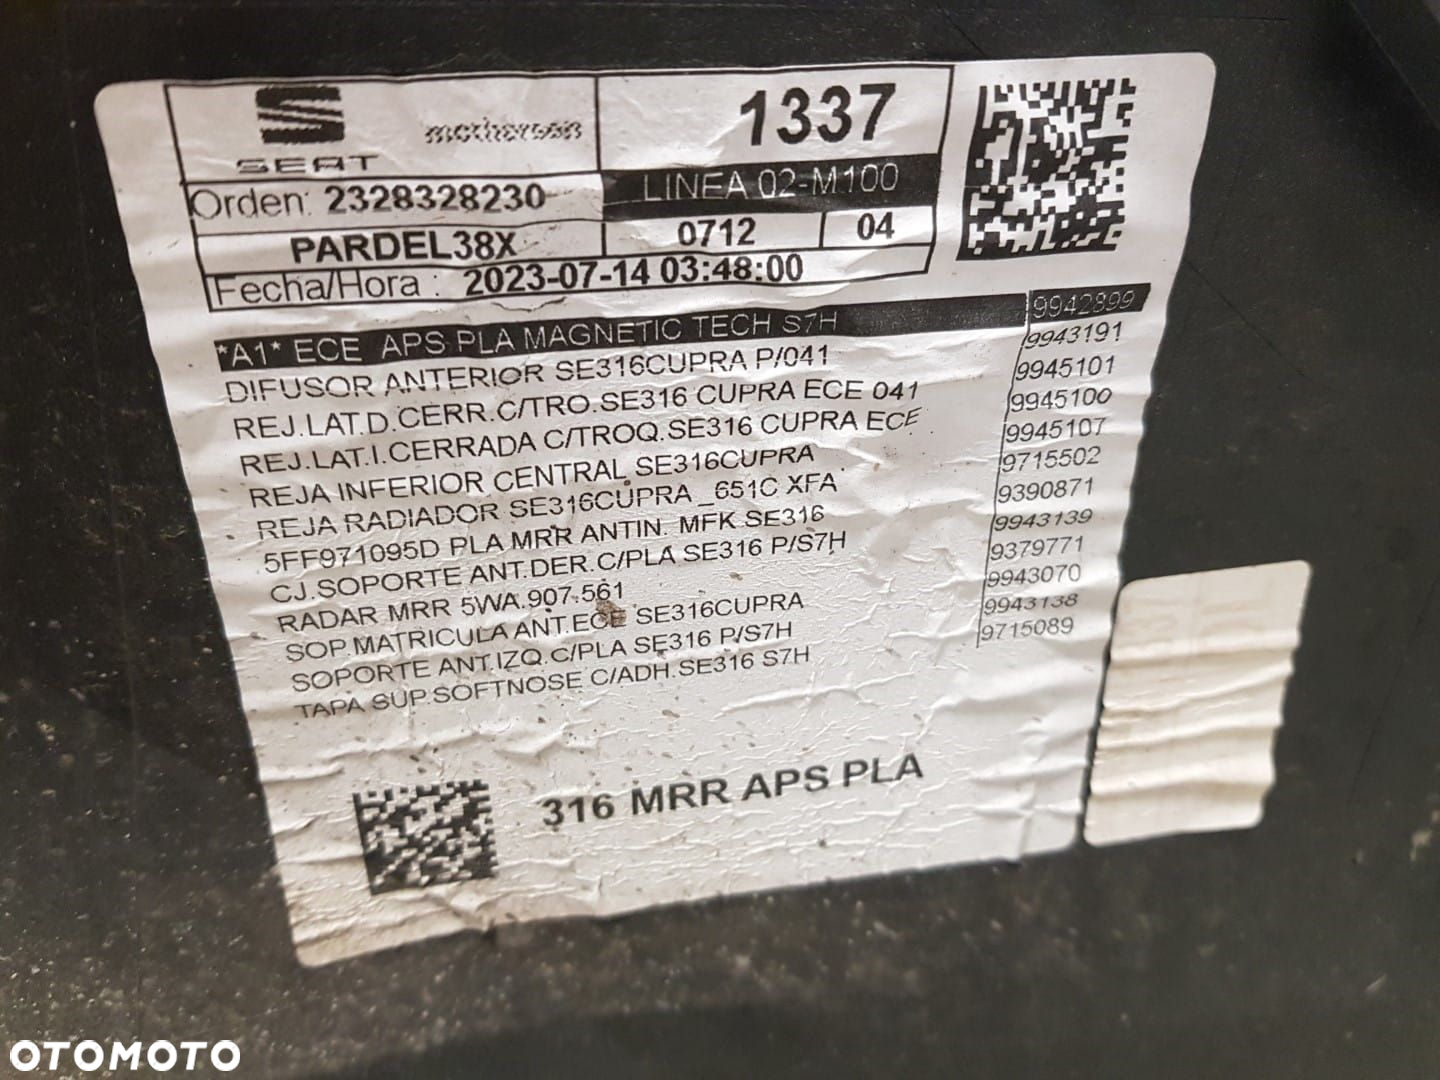 SEAT
motherson
1337
Orden: 2328328230
LINEA 02-M100
PARDEL38X
0712
04
Fecha/Hora : 2023-07-14 03:48:00
*A1* ECE APS PLA MAGNETIC TECH S7H 9942899
DIFUSOR ANTERIOR SE316CUPRA P/041 9943191
REJ.LAT.D.CERR.C/TRO.SE316 CUPRA ECE 041 9945101
REJ.LAT.I.CERRADA C/TROQ.SE316 CUPRA ECE 9945100
REJA INFERIOR CENTRAL SE316CUPRA 9945107
REJA RADIADOR SE316CUPRA _651C XFA 9715502
5FF971095D PLA MRR ANTIN. MFK.SE316 9390871
CJ.SOPORTE ANT.DER.C/PLA SE316 P/S7H 9943139
RADAR MRR 5WA.907.561 9379771
SOP.MATRICULA ANT.ECE SE316CUPRA 9943070
SOPORTE ANT.IZQ.C/PLA SE316 P/S7H 9943138
TAPA SUP.SOFTNOSE C/ADH.SE316 S7H 9715089
316 MRR APS PLA
OTOMOTO